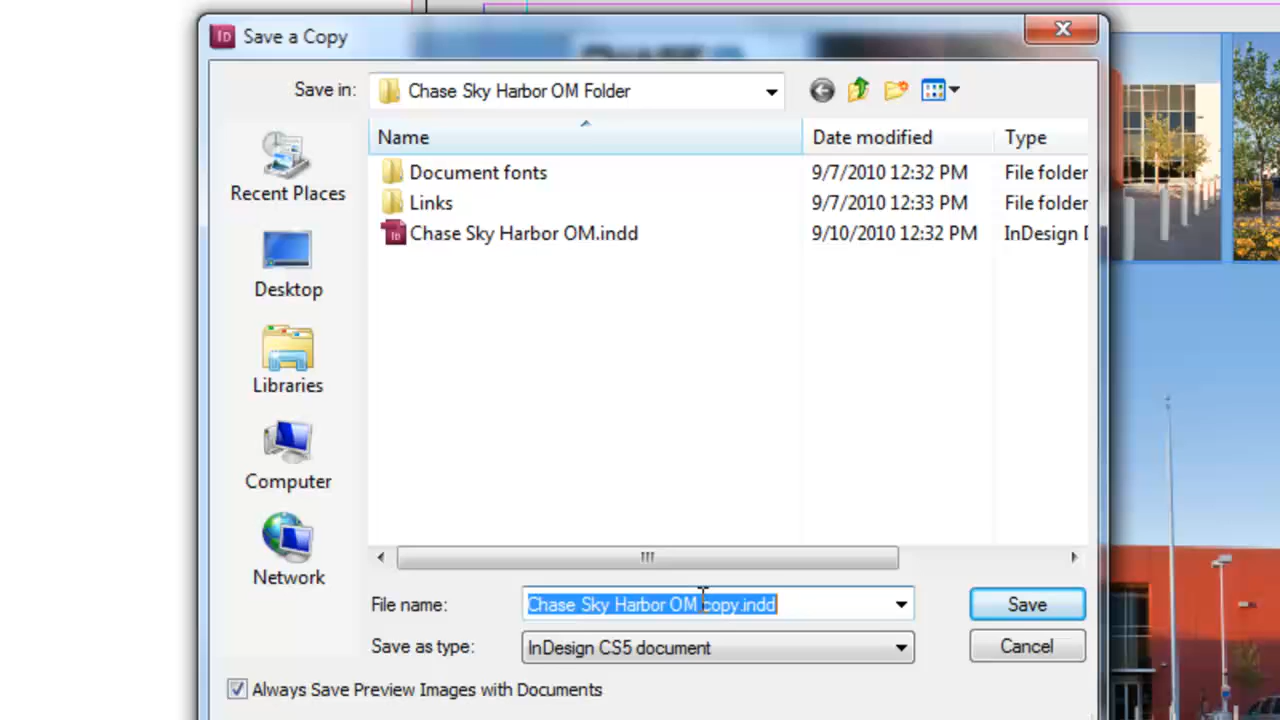 Save a Copy
Save in: Chase Sky Harbor OM Folder
Name Date modified Type
Document fonts 9/7/2010 12:32 PM File folder
Links 9/7/2010 12:33 PM File folder
Chase Sky Harbor OM.indd 9/10/2010 12:32 PM InDesign D
Recent Places
Desktop
Libraries
Computer
Network
File name: Chase Sky Harbor OM copy.indd Save
Save as type: InDesign CS5 document Cancel
Always Save Preview Images with Documents